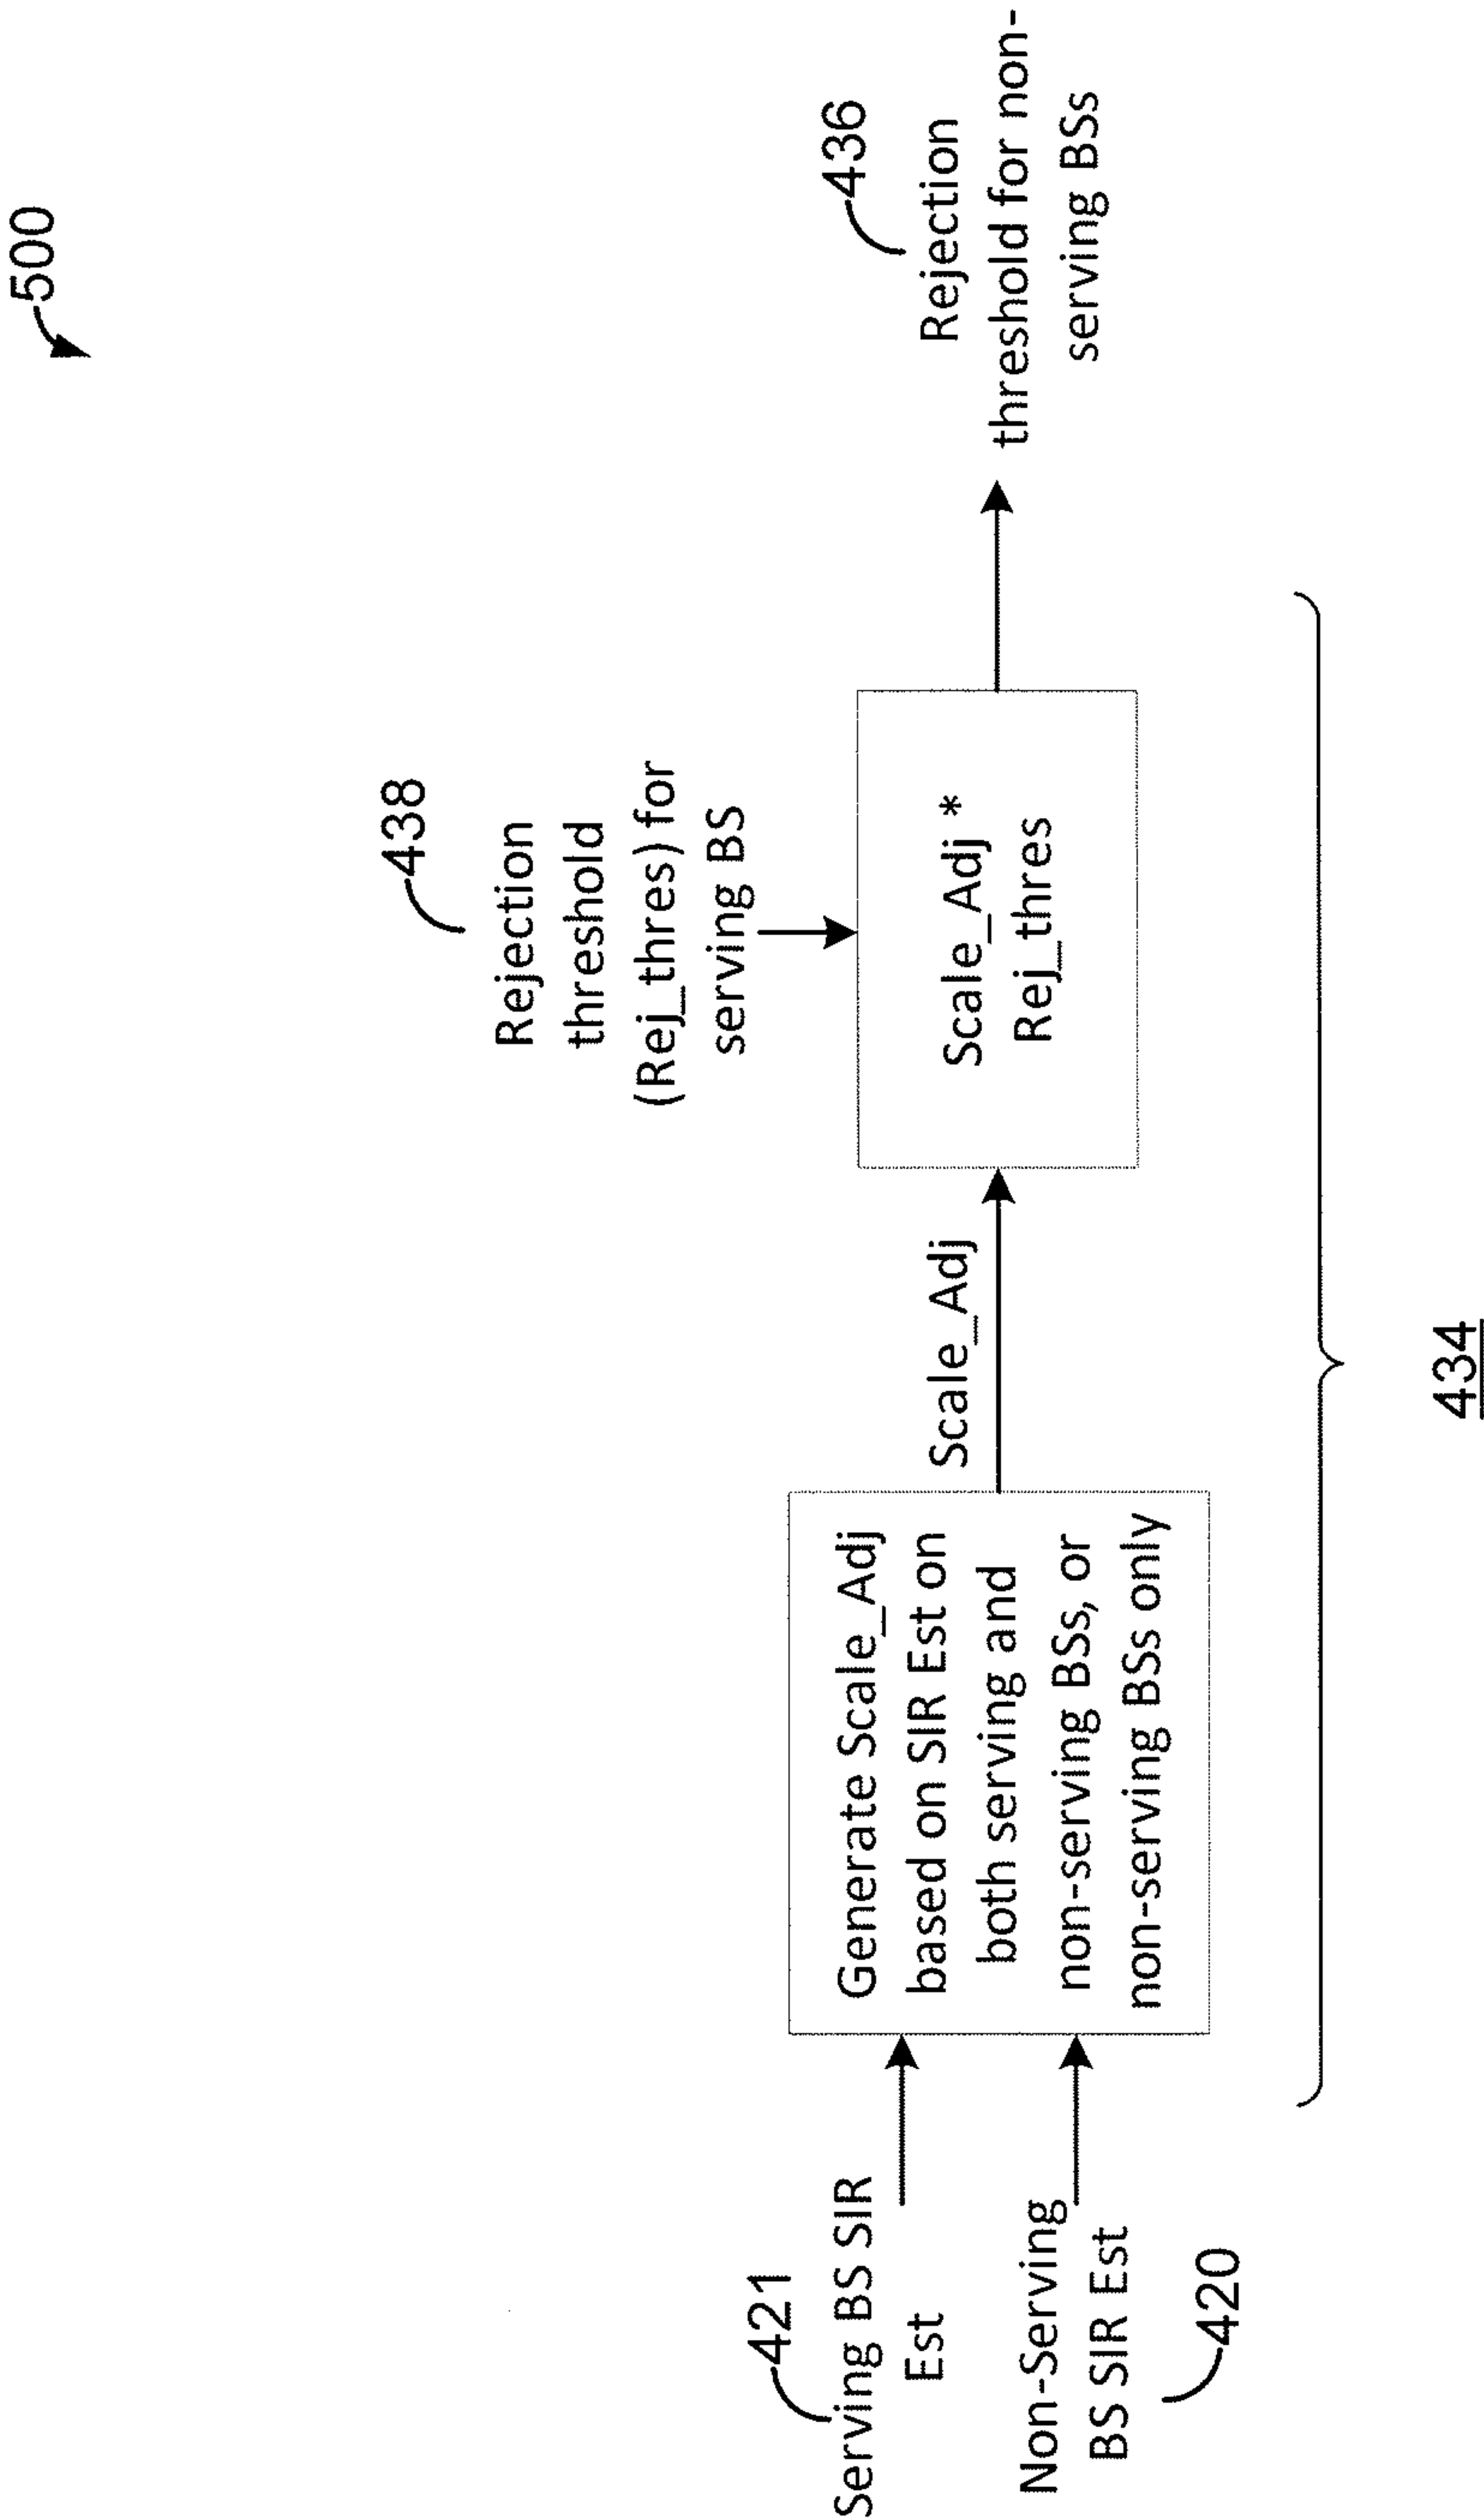 500
421
Serving BS SIR
Est
Non-Serving
BS SIR Est
420
Generate Scale_Adj
based on SIR Est on
both serving and
non-serving BSs, or
non-serving BSs only
Scale_Adj
438
Rejection
threshold
(Rej_thres) for
serving BS
Scale_Adj *
Rej_thres
436
Rejection
threshold for non-
serving BSs
434